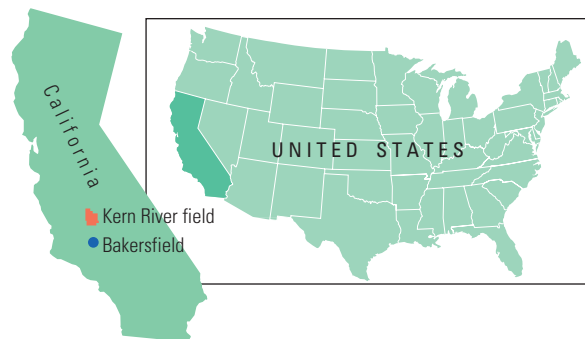 California
UNITED STATES
Kern River field
Bakersfield